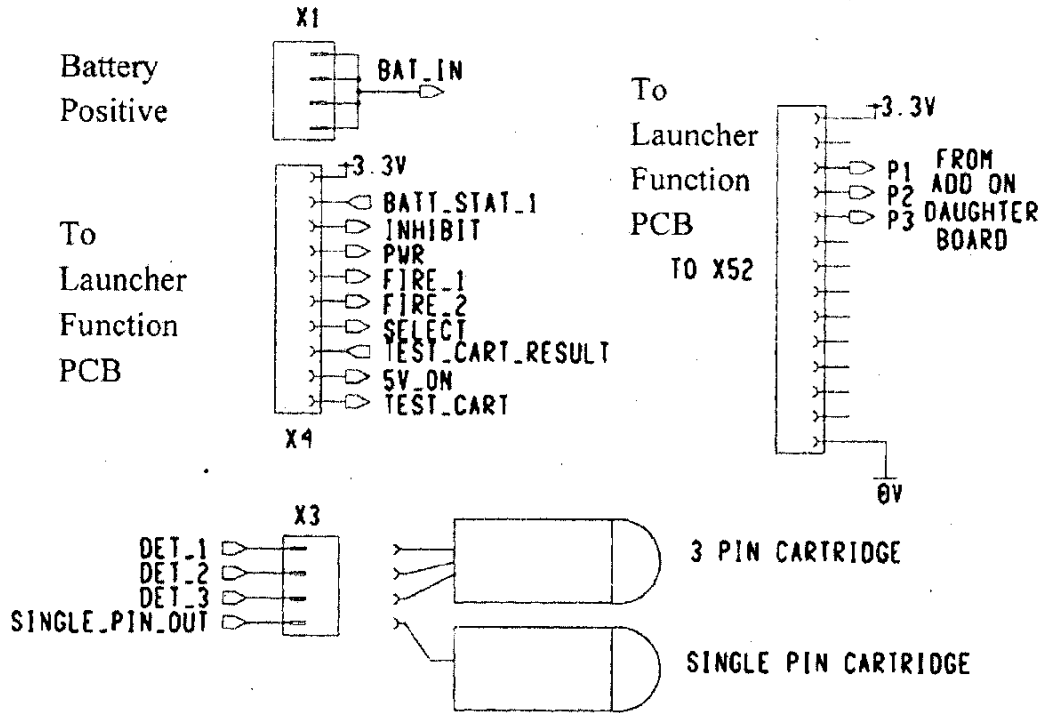 X1
Battery
Positive
BAT_IN
To
Launcher
Function
PCB
TO X52
+3.3V
P1
P2
P3
FROM
ADD ON
DAUGHTER
BOARD
0V
To
Launcher
Function
PCB
+3.3V
BATT_STAT_1
INHIBIT
PWR
FIRE_1
FIRE_2
SELECT
TEST_CART_RESULT
5V_ON
TEST_CART
X4
X3
DET_1
DET_2
DET_3
SINGLE_PIN_OUT
3 PIN CARTRIDGE
SINGLE PIN CARTRIDGE